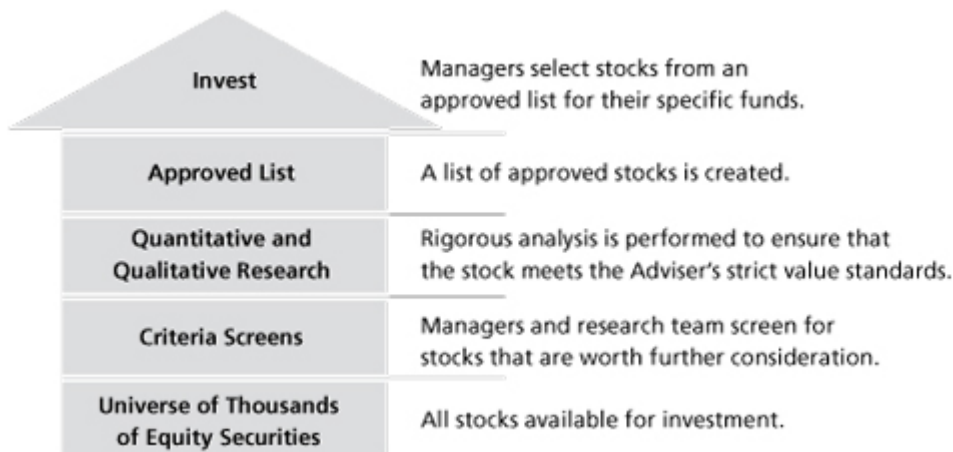 Invest
Managers select stocks from an
approved list for their specific funds.
Approved List
A list of approved stocks is created.
Quantitative and
Qualitative Research
Rigorous analysis is performed to ensure that
the stock meets the Adviser's strict value standards.
Criteria Screens
Managers and research team screen for
stocks that are worth further consideration.
Universe of Thousands
of Equity Securities
All stocks available for investment.